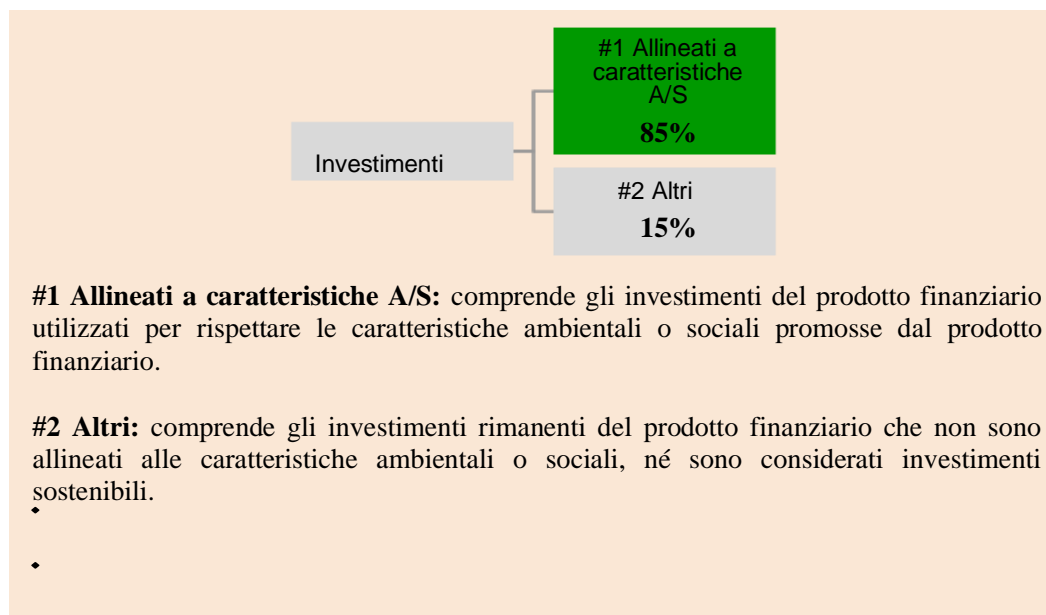 #1 Allineati a
caratteristiche
A/S
85%
Investimenti
#2 Altri
15%
#1 Allineati a caratteristiche A/S: comprende gli investimenti del prodotto finanziario
utilizzati per rispettare le caratteristiche ambientali o sociali promosse dal prodotto
finanziario.
#2 Altri: comprende gli investimenti rimanenti del prodotto finanziario che non sono
allineati alle caratteristiche ambientali o sociali, né sono considerati investimenti
sostenibili.